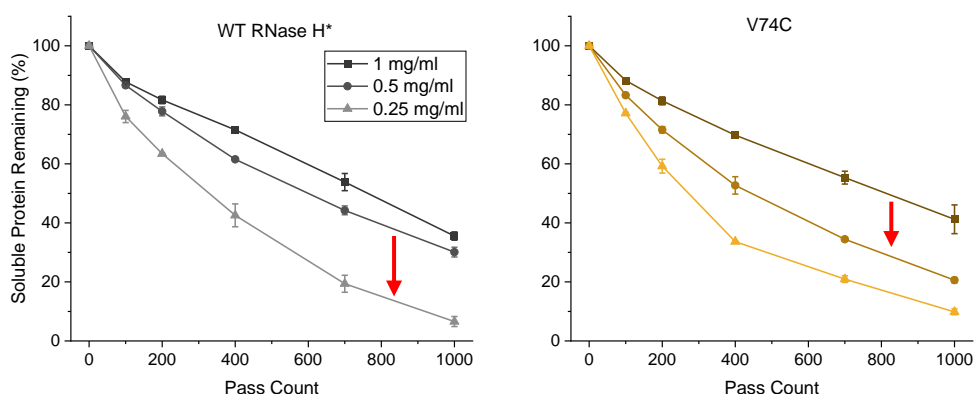 WT RNase H*
1 mg/ml
0.5 mg/ml
0.25 mg/ml
100
80
60
40
20
0
0 200 400 600 800 1000
Soluble Protein Remaining (%)
Pass Count
V74C
100
80
60
40
20
0
0 200 400 600 800 1000
Pass Count